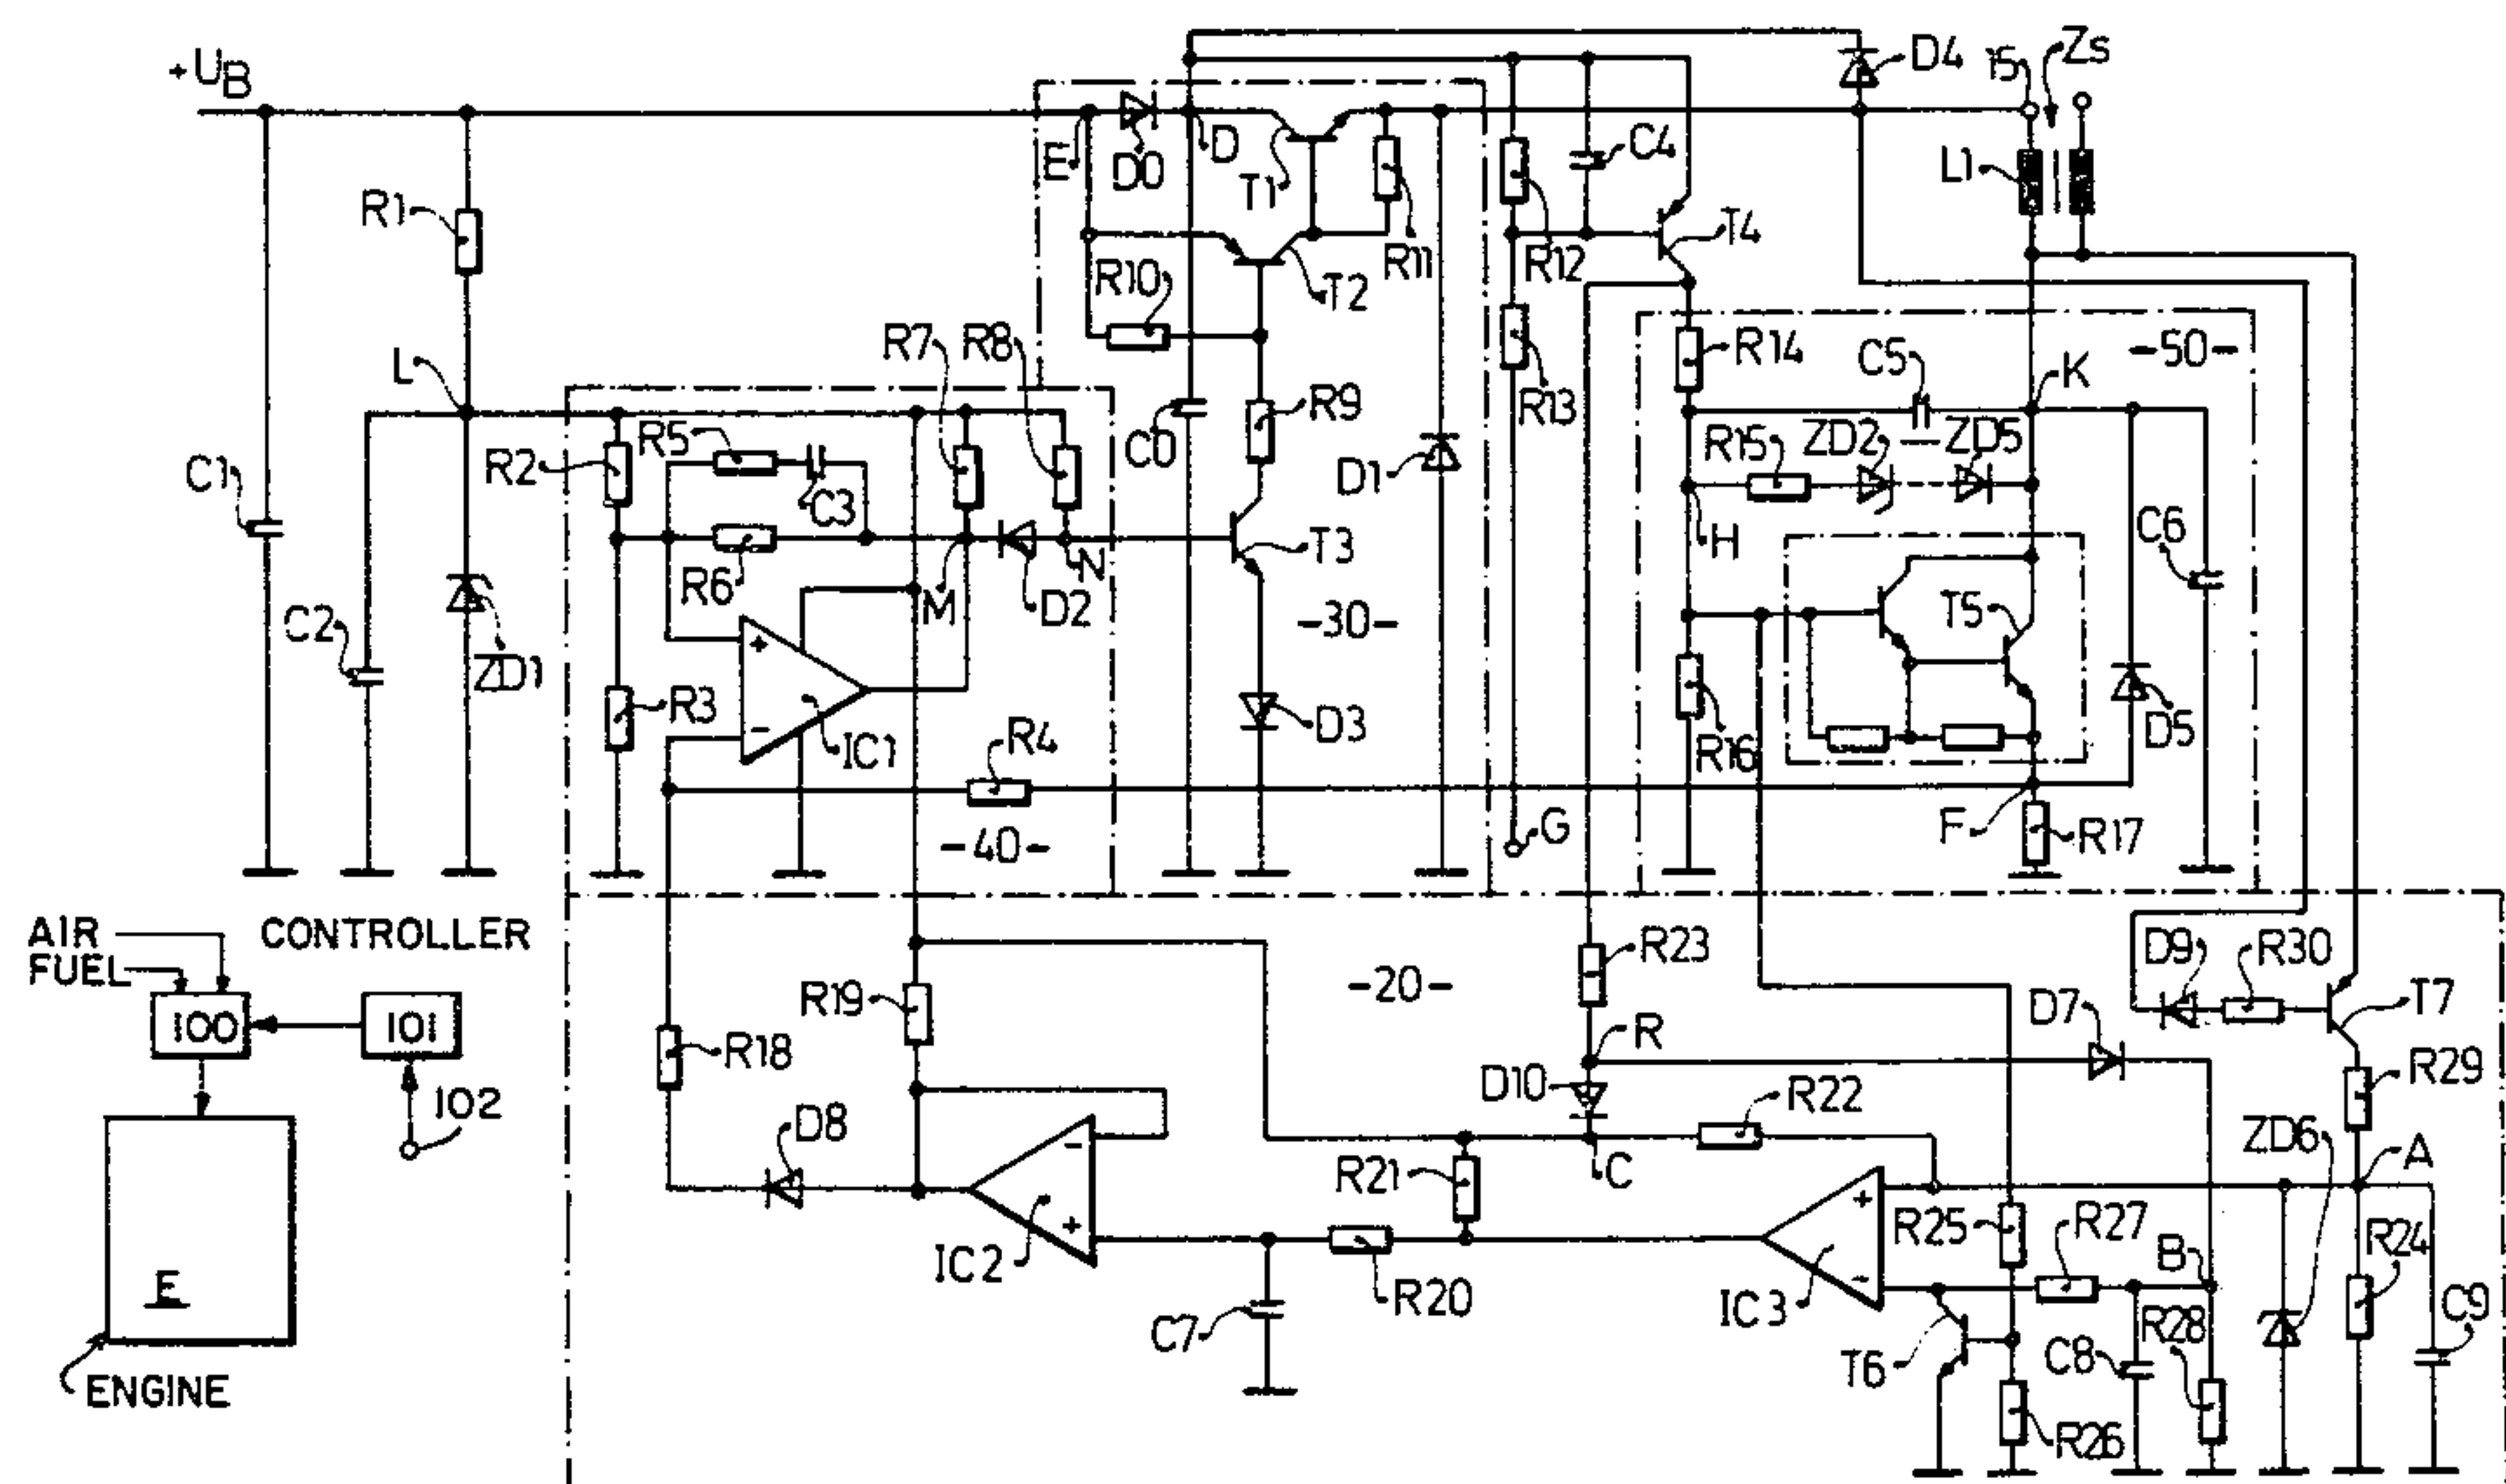 +UB
D4
15
Zs
E
D0
D
T1
C4
L1
R1
R10
T2
R11
R12
T4
L
R7
R8
R14
C5
K
-50-
R9
R13
C1
R2
R5
C3
C0
D1
R15
ZD2 — ZD5
H
C6
R6
M
N
D2
T3
T5
C2
ZD1
-30-
R3
IC1
R4
D3
R16
D5
-40-
G
F
R17
AIR
CONTROLLER
FUEL
100
101
102
R19
-20-
R23
D9
R30
R18
R
D7
T7
D8
D10
R22
R29
ZD6
A
R21
C
IC2
R25
R27
B
R24
C7
R20
IC3
R28
C9
T6
C8
R26
E
ENGINE